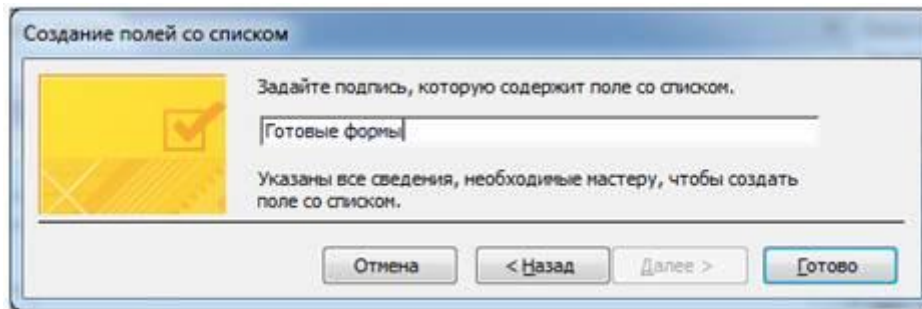 Создание полей со списком
Задайте подпись, которую содержит поле со списком.
Готовые формы
Указаны все сведения, необходимые мастеру, чтобы создать
поле со списком.
Отмена
< Назад
Далее >
Готово